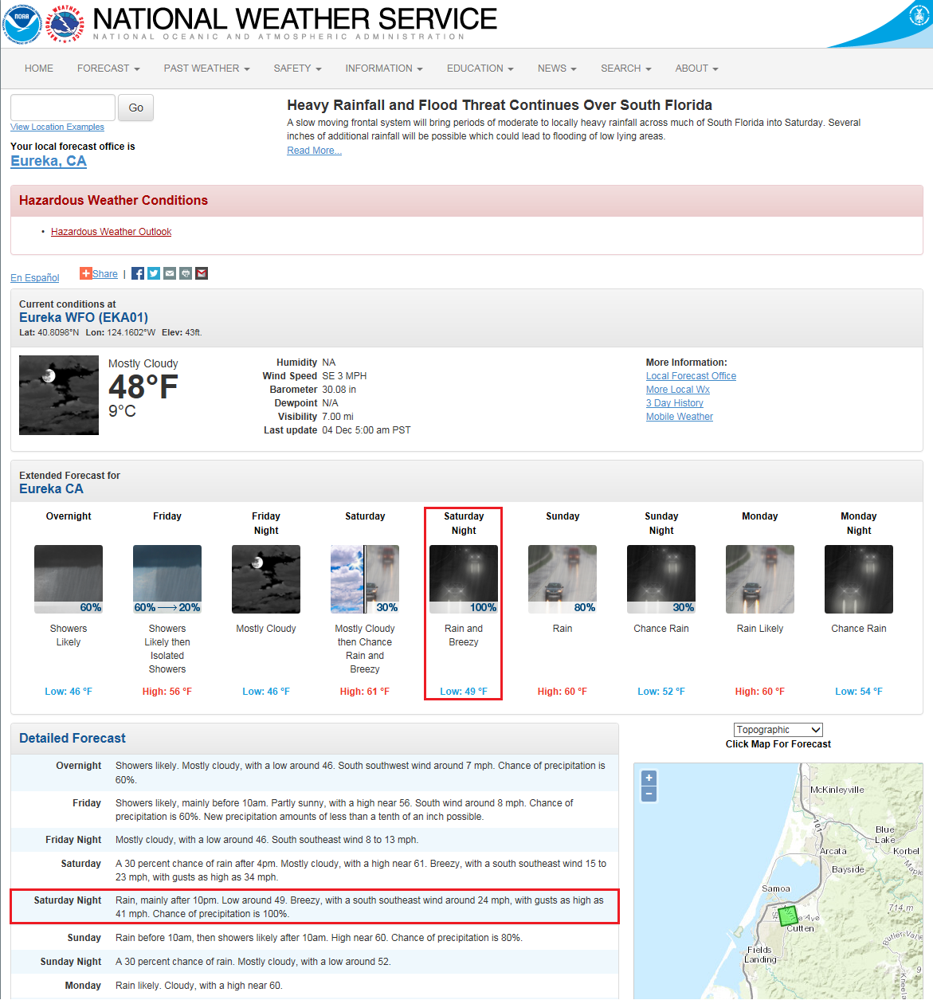 NOAA
NATIONAL WEATHER SERVICE
NATIONAL OCEANIC AND ATMOSPHERIC ADMINISTRATION
HOME FORECAST PAST WEATHER SAFETY INFORMATION EDUCATION NEWS SEARCH ABOUT
Go
View Location Examples
Your local forecast office is
Eureka, CA
Heavy Rainfall and Flood Threat Continues Over South Florida
A slow moving frontal system will bring periods of moderate to locally heavy rainfall across much of South Florida into Saturday. Several
inches of additional rainfall will be possible which could lead to flooding of low lying areas.
Read More...
Hazardous Weather Conditions
• Hazardous Weather Outlook
En Español
Share |
Current conditions at
Eureka WFO (EKA01)
Lat: 40.8098°N Lon: 124.1602°W Elev: 43ft.
Mostly Cloudy
48°F
9°C
Humidity NA
Wind Speed SE 3 MPH
Barometer 30.08 in
Dewpoint N/A
Visibility 7.00 mi
Last update 04 Dec 5:00 am PST
More Information:
Local Forecast Office
More Local Wx
3 Day History
Mobile Weather
Extended Forecast for
Eureka CA
Overnight
60%
Showers
Likely
Low: 46 °F
Friday
60% → 20%
Showers
Likely then
Isolated
Showers
High: 56 °F
Friday
Night
Mostly Cloudy
Low: 46 °F
Saturday
30%
Mostly Cloudy
then Chance
Rain and
Breezy
High: 61 °F
Saturday
Night
100%
Rain and
Breezy
Low: 49 °F
Sunday
80%
Rain
High: 60 °F
Sunday
Night
30%
Chance Rain
Low: 52 °F
Monday
Rain Likely
High: 60 °F
Monday
Night
Chance Rain
Low: 54 °F
Detailed Forecast
Overnight Showers likely. Mostly cloudy, with a low around 46. South southwest wind around 7 mph. Chance of precipitation is
60%.
Friday Showers likely, mainly before 10am. Partly sunny, with a high near 56. South wind around 8 mph. Chance of
precipitation is 60%. New precipitation amounts of less than a tenth of an inch possible.
Friday Night Mostly cloudy, with a low around 46. South southeast wind 8 to 13 mph.
Saturday A 30 percent chance of rain after 4pm. Mostly cloudy, with a high near 61. Breezy, with a south southeast wind 15 to
23 mph, with gusts as high as 34 mph.
Saturday Night Rain, mainly after 10pm. Low around 49. Breezy, with a south southeast wind around 24 mph, with gusts as high as
41 mph. Chance of precipitation is 100%.
Sunday Rain before 10am, then showers likely after 10am. High near 60. Chance of precipitation is 80%.
Sunday Night A 30 percent chance of rain. Mostly cloudy, with a low around 52.
Monday Rain likely. Cloudy, with a high near 60.
Topographic
Click Map For Forecast
+
−
McKinleyville
101
Blue
Lake
Korbel
Arcata
Maple
Bayside
Samoa
714 m
Ave
Cutten
Butler Valley
Fields
Landing